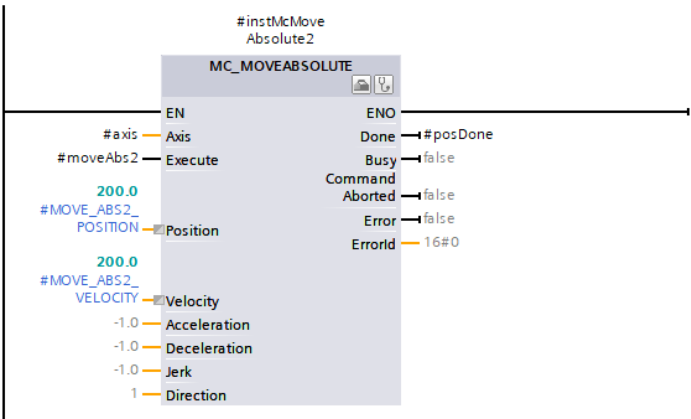 #instMcMove
Absolute2
MC_MOVEABSOLUTE
EN ENO
#axis Axis Done #posDone
#moveAbs2 Execute Busy false
Command
Aborted false
200.0
#MOVE_ABS2_
POSITION Position Error false
ErrorId 16#0
200.0
#MOVE_ABS2_
VELOCITY Velocity
-1.0 Acceleration
-1.0 Deceleration
-1.0 Jerk
1 Direction